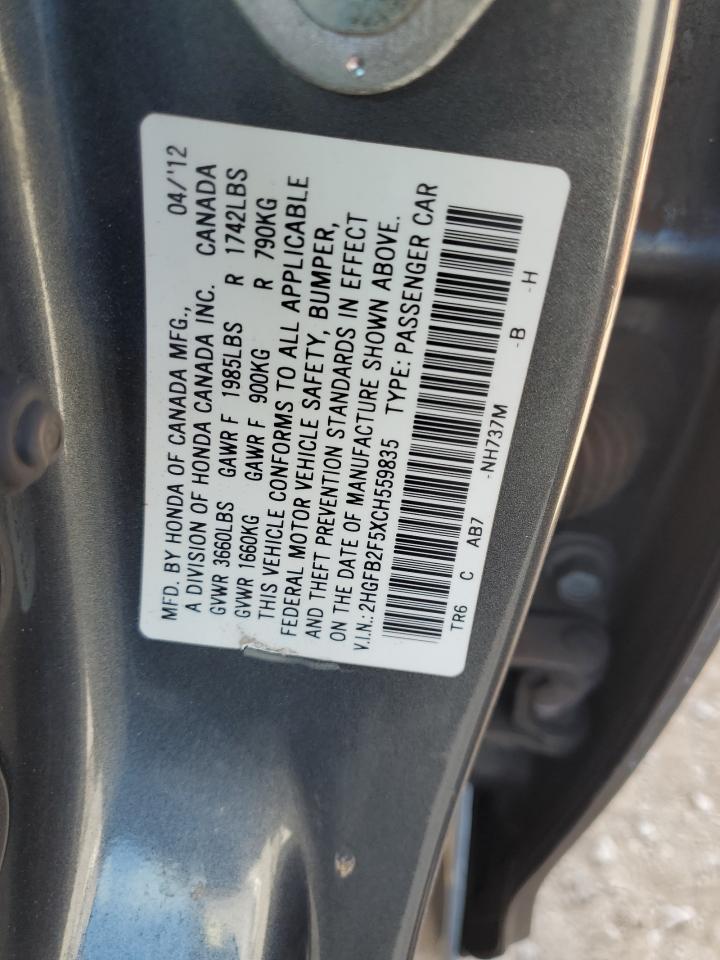 MFD. BY HONDA OF CANADA MFG., 04/'12
A DIVISION OF HONDA CANADA INC. CANADA
GVWR 3660LBS GAWR F 1985LBS R 1742LBS
GVWR 1660KG GAWR F 900KG R 790KG
THIS VEHICLE CONFORMS TO ALL APPLICABLE
FEDERAL MOTOR VEHICLE SAFETY, BUMPER,
AND THEFT PREVENTION STANDARDS IN EFFECT
ON THE DATE OF MANUFACTURE SHOWN ABOVE.
V.I.N.: 2HGFB2F5XCH559835 TYPE: PASSENGER CAR
TR6 C AB7 -NH737M -B -H